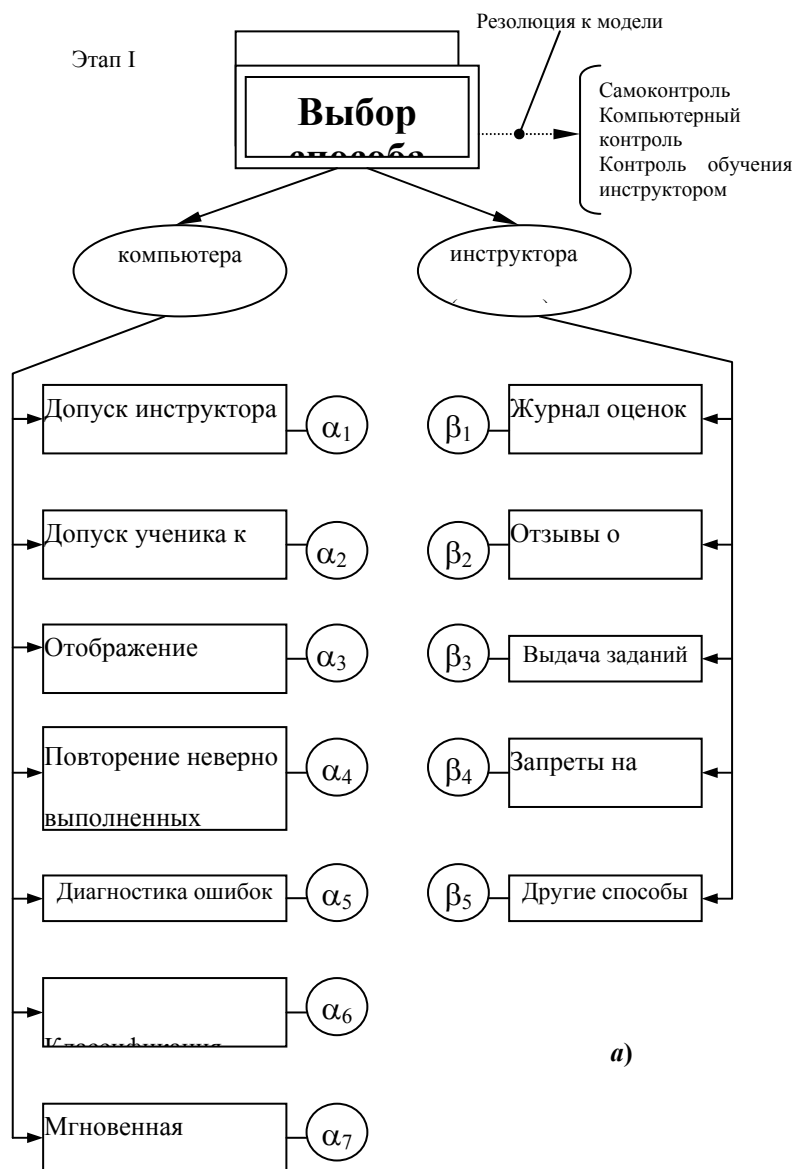 Этап I
Резолюция к модели
Выбор
способа
Самоконтроль
Компьютерный
контроль
Контроль обучения
инструктором
компьютера
инструктора
Допуск инструктора
α1
β1
Журнал оценок
Допуск ученика к
α2
β2
Отзывы о
Отображение
α3
β3
Выдача заданий
Повторение неверно
выполненных
α4
β4
Запреты на
Диагностика ошибок
α5
β5
Другие способы
Классификация
α6
а)
Мгновенная
α7